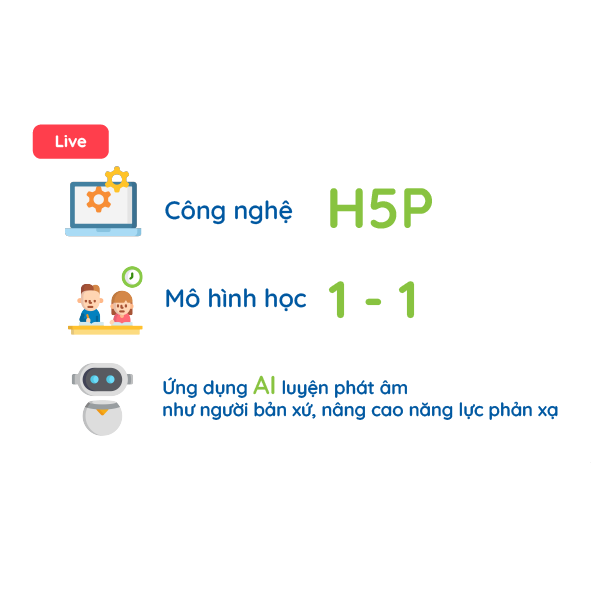 Live
Công nghệ H5P
Mô hình học 1 - 1
Ứng dụng AI luyện phát âm
như người bản xứ, nâng cao năng lực phản xạ